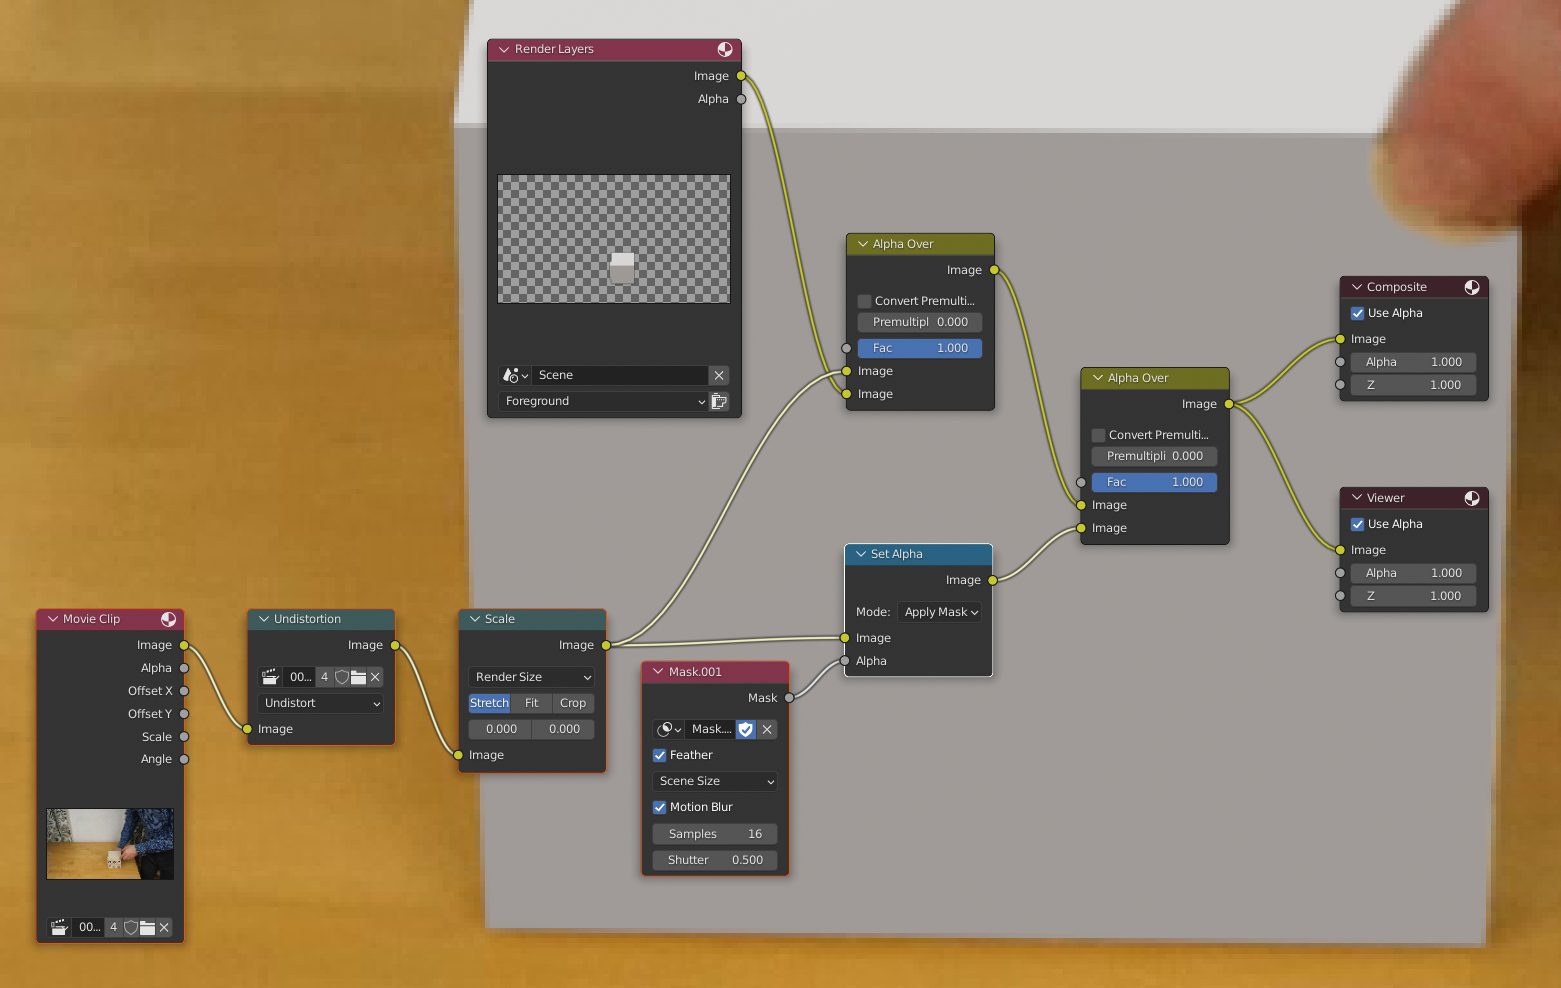 Render Layers
Image
Alpha
Scene
Foreground
Alpha Over
Image
Convert Premulti...
Premultipl 0.000
Fac 1.000
Image
Image
Alpha Over
Image
Convert Premulti...
Premultipli 0.000
Fac 1.000
Image
Image
Composite
Use Alpha
Image
Alpha 1.000
Z 1.000
Viewer
Use Alpha
Image
Alpha 1.000
Z 1.000
Movie Clip
Image
Alpha
Offset X
Offset Y
Scale
Angle
00... 4
Undistortion
Image
00... 4
Undistort
Image
Scale
Image
Render Size
Stretch Fit Crop
0.000 0.000
Image
Mask.001
Mask
Mask....
Feather
Scene Size
Motion Blur
Samples 16
Shutter 0.500
Set Alpha
Image
Mode: Apply Mask
Image
Alpha